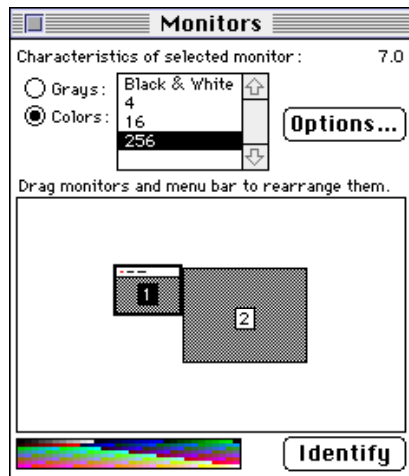 Monitors
Characteristics of selected monitor: 7.0
Grays:
Colors:
Black & White
4
16
256
Options...
Drag monitors and menu bar to rearrange them.
1
2
Identify